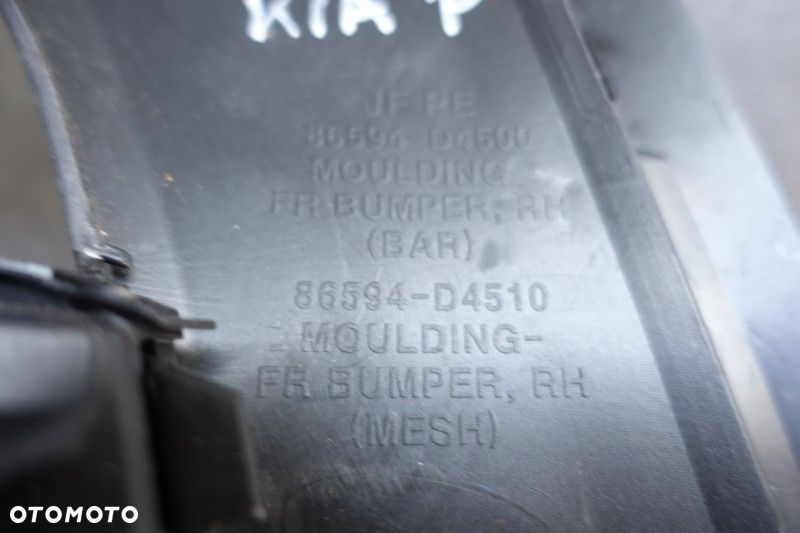 KIA P
JF PE
86594-D4500
MOULDING-
FR BUMPER, RH
(BAR)
86594-D4510
MOULDING-
FR BUMPER, RH
(MESH)
OTOMOTO